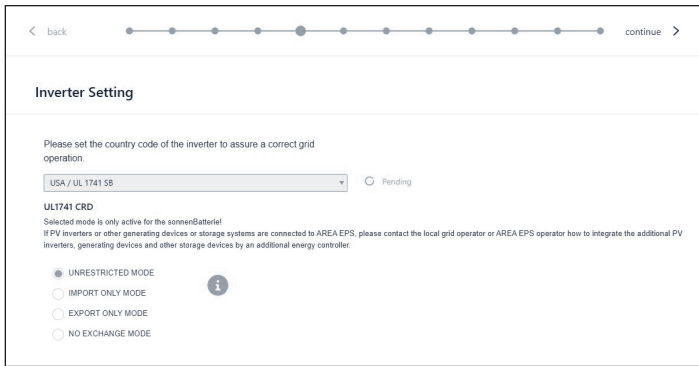 back
continue
Inverter Setting
Please set the country code of the inverter to assure a correct grid
operation.
USA / UL 1741 SB
Pending
UL1741 CRD
Selected mode is only active for the sonnenBatterie!
If PV inverters or other generating devices or storage systems are connected to AREA EPS, please contact the local grid operator or AREA EPS operator how to integrate the additional PV
inverters, generating devices and other storage devices by an additional energy controller.
UNRESTRICTED MODE
i
IMPORT ONLY MODE
EXPORT ONLY MODE
NO EXCHANGE MODE